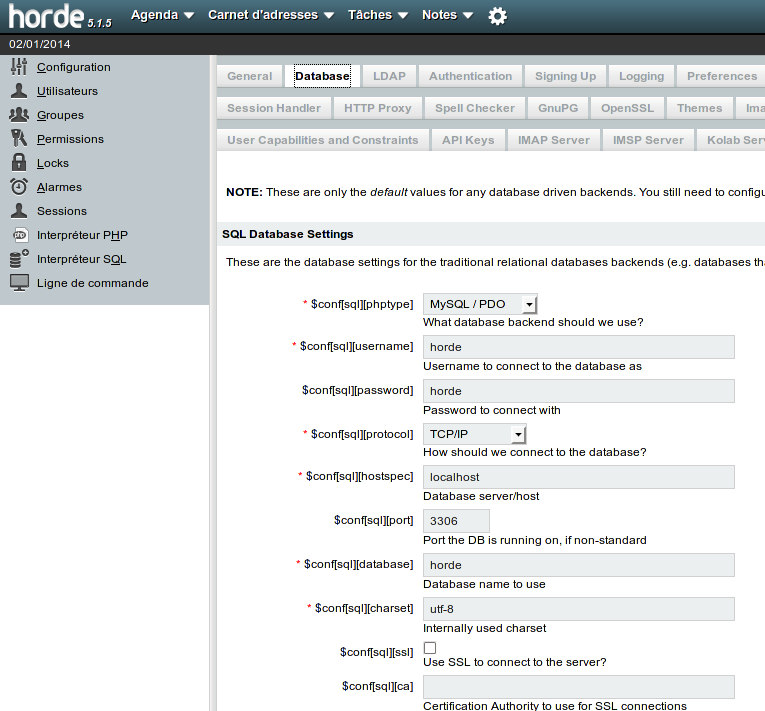 horde 5.1.5 Agenda Carnet d'adresses Tâches Notes
02/01/2014
Configuration
Utilisateurs
Groupes
Permissions
Locks
Alarmes
Sessions
Interpréteur PHP
Interpréteur SQL
Ligne de commande
General Database LDAP Authentication Signing Up Logging Preferences
Session Handler HTTP Proxy Spell Checker GnuPG OpenSSL Themes Ima
User Capabilities and Constraints API Keys IMAP Server IMSP Server Kolab Serv
NOTE: These are only the default values for any database driven backends. You still need to configu
SQL Database Settings
These are the database settings for the traditional relational databases backends (e.g. databases tha
* $conf[sql][phptype] MySQL / PDO
What database backend should we use?
* $conf[sql][username] horde
Username to connect to the database as
$conf[sql][password] horde
Password to connect with
* $conf[sql][protocol] TCP/IP
How should we connect to the database?
* $conf[sql][hostspec] localhost
Database server/host
$conf[sql][port] 3306
Port the DB is running on, if non-standard
* $conf[sql][database] horde
Database name to use
* $conf[sql][charset] utf-8
Internally used charset
$conf[sql][ssl]
Use SSL to connect to the server?
$conf[sql][ca]
Certification Authority to use for SSL connections